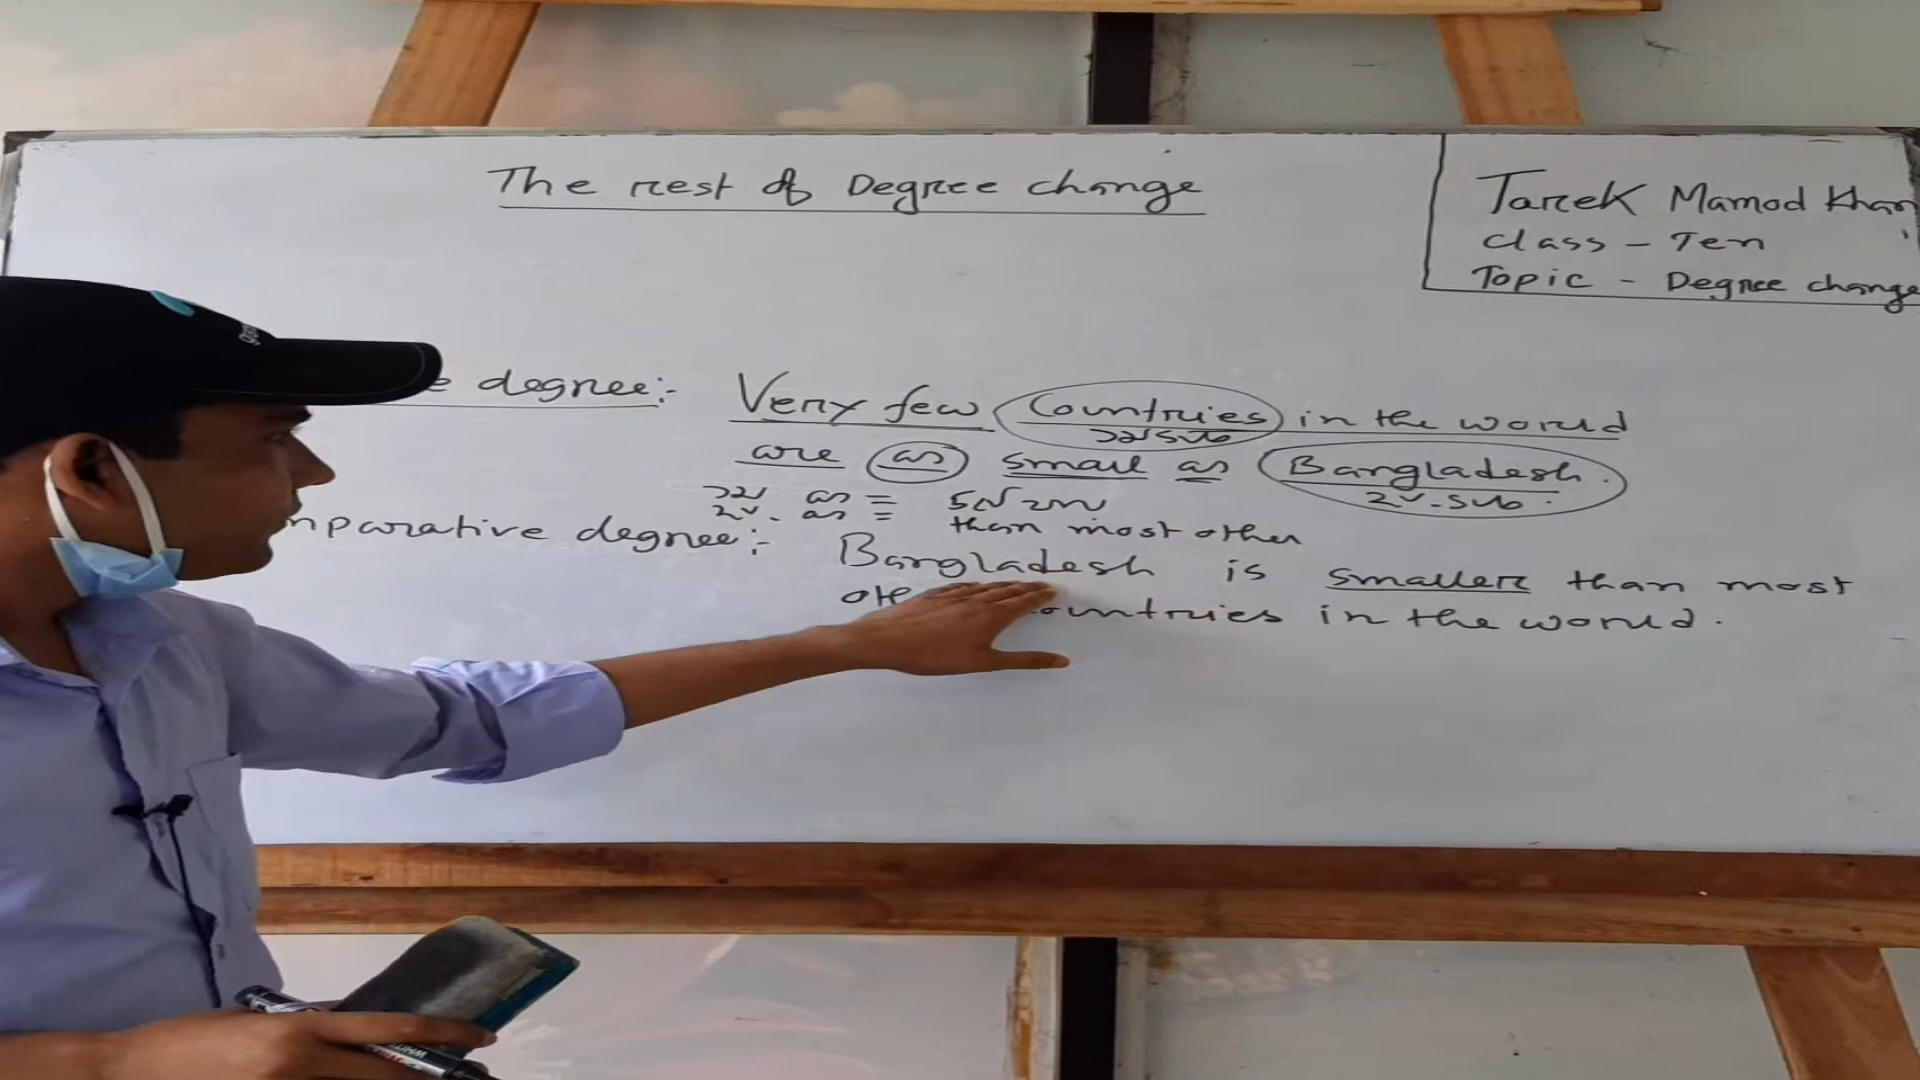 The rest of Degree change
Tarek Mamod Khan
Class - Ten
Topic - Degree change
e degree:- Very few Countries in the world
১ম sub
are as small as Bangladesh.
২য়-sub.
১ম as =
২য়. as = than most other
mparative degree:- Bangladesh is smaller than most
ountries in the world.